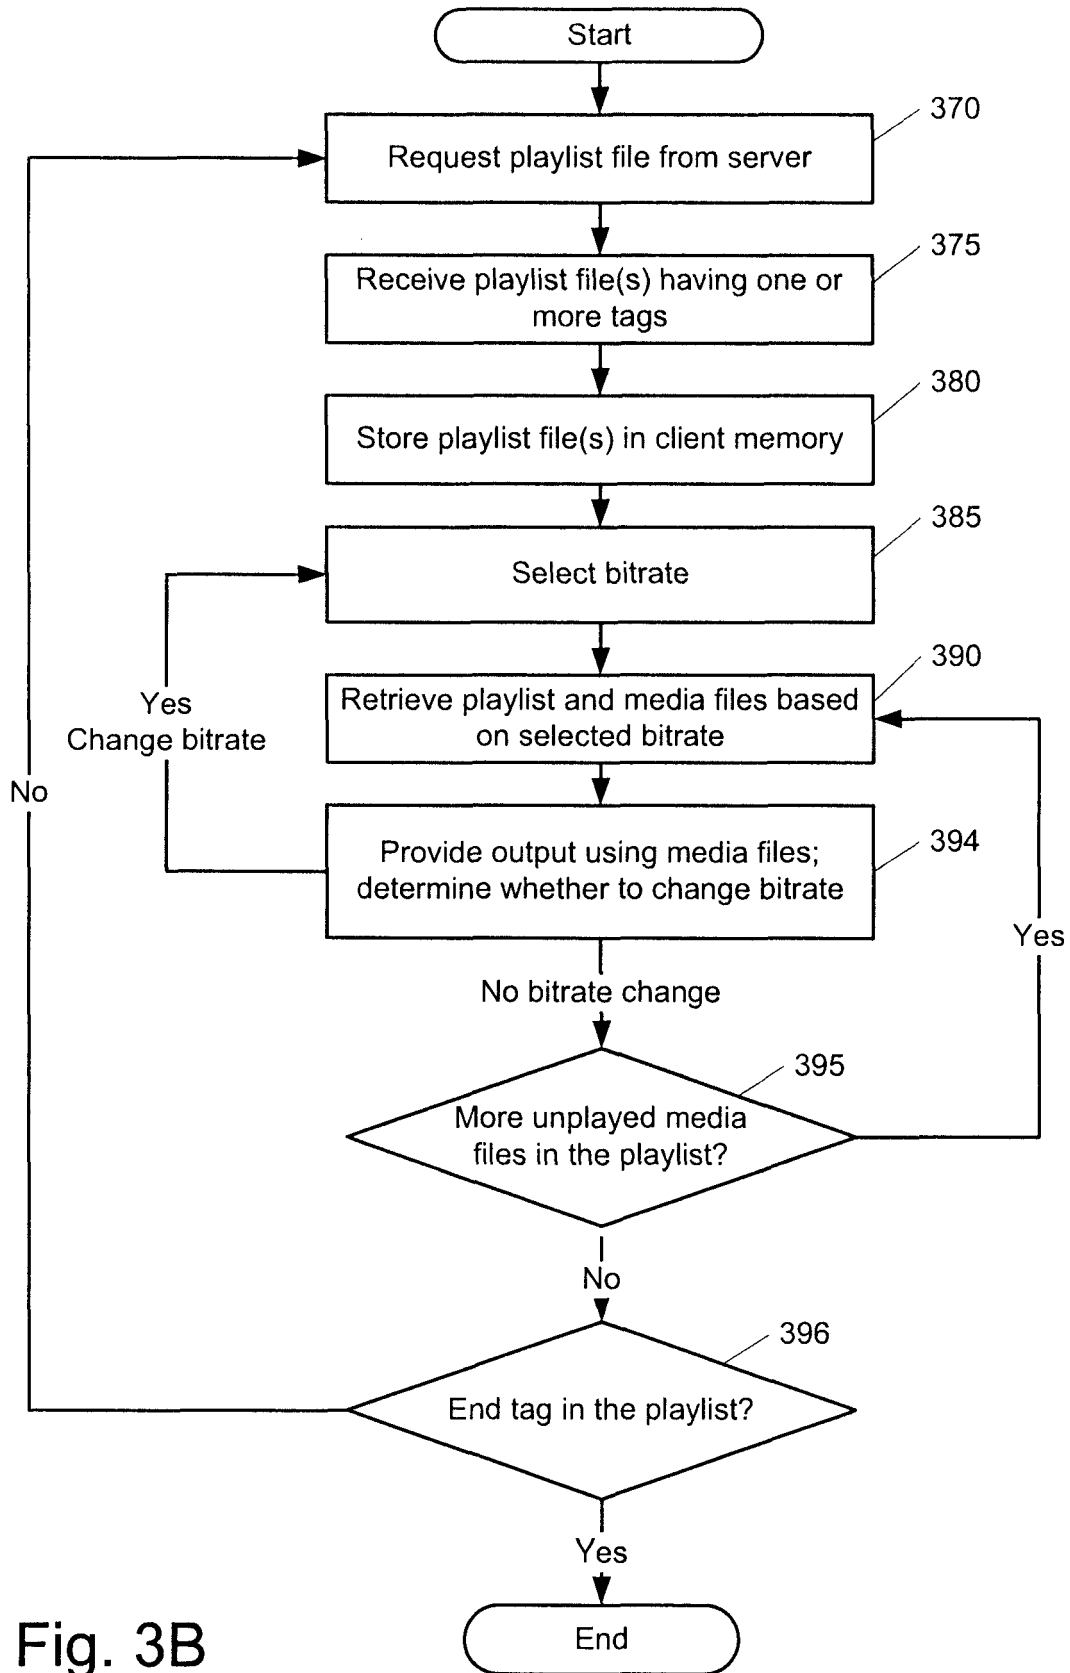 Start
370
Request playlist file from server
375
Receive playlist file(s) having one or
more tags
380
Store playlist file(s) in client memory
385
Select bitrate
390
Retrieve playlist and media files based
on selected bitrate
Yes
Change bitrate
No
394
Provide output using media files;
determine whether to change bitrate
Yes
No bitrate change
395
More unplayed media
files in the playlist?
No
396
End tag in the playlist?
Yes
End
Fig. 3B